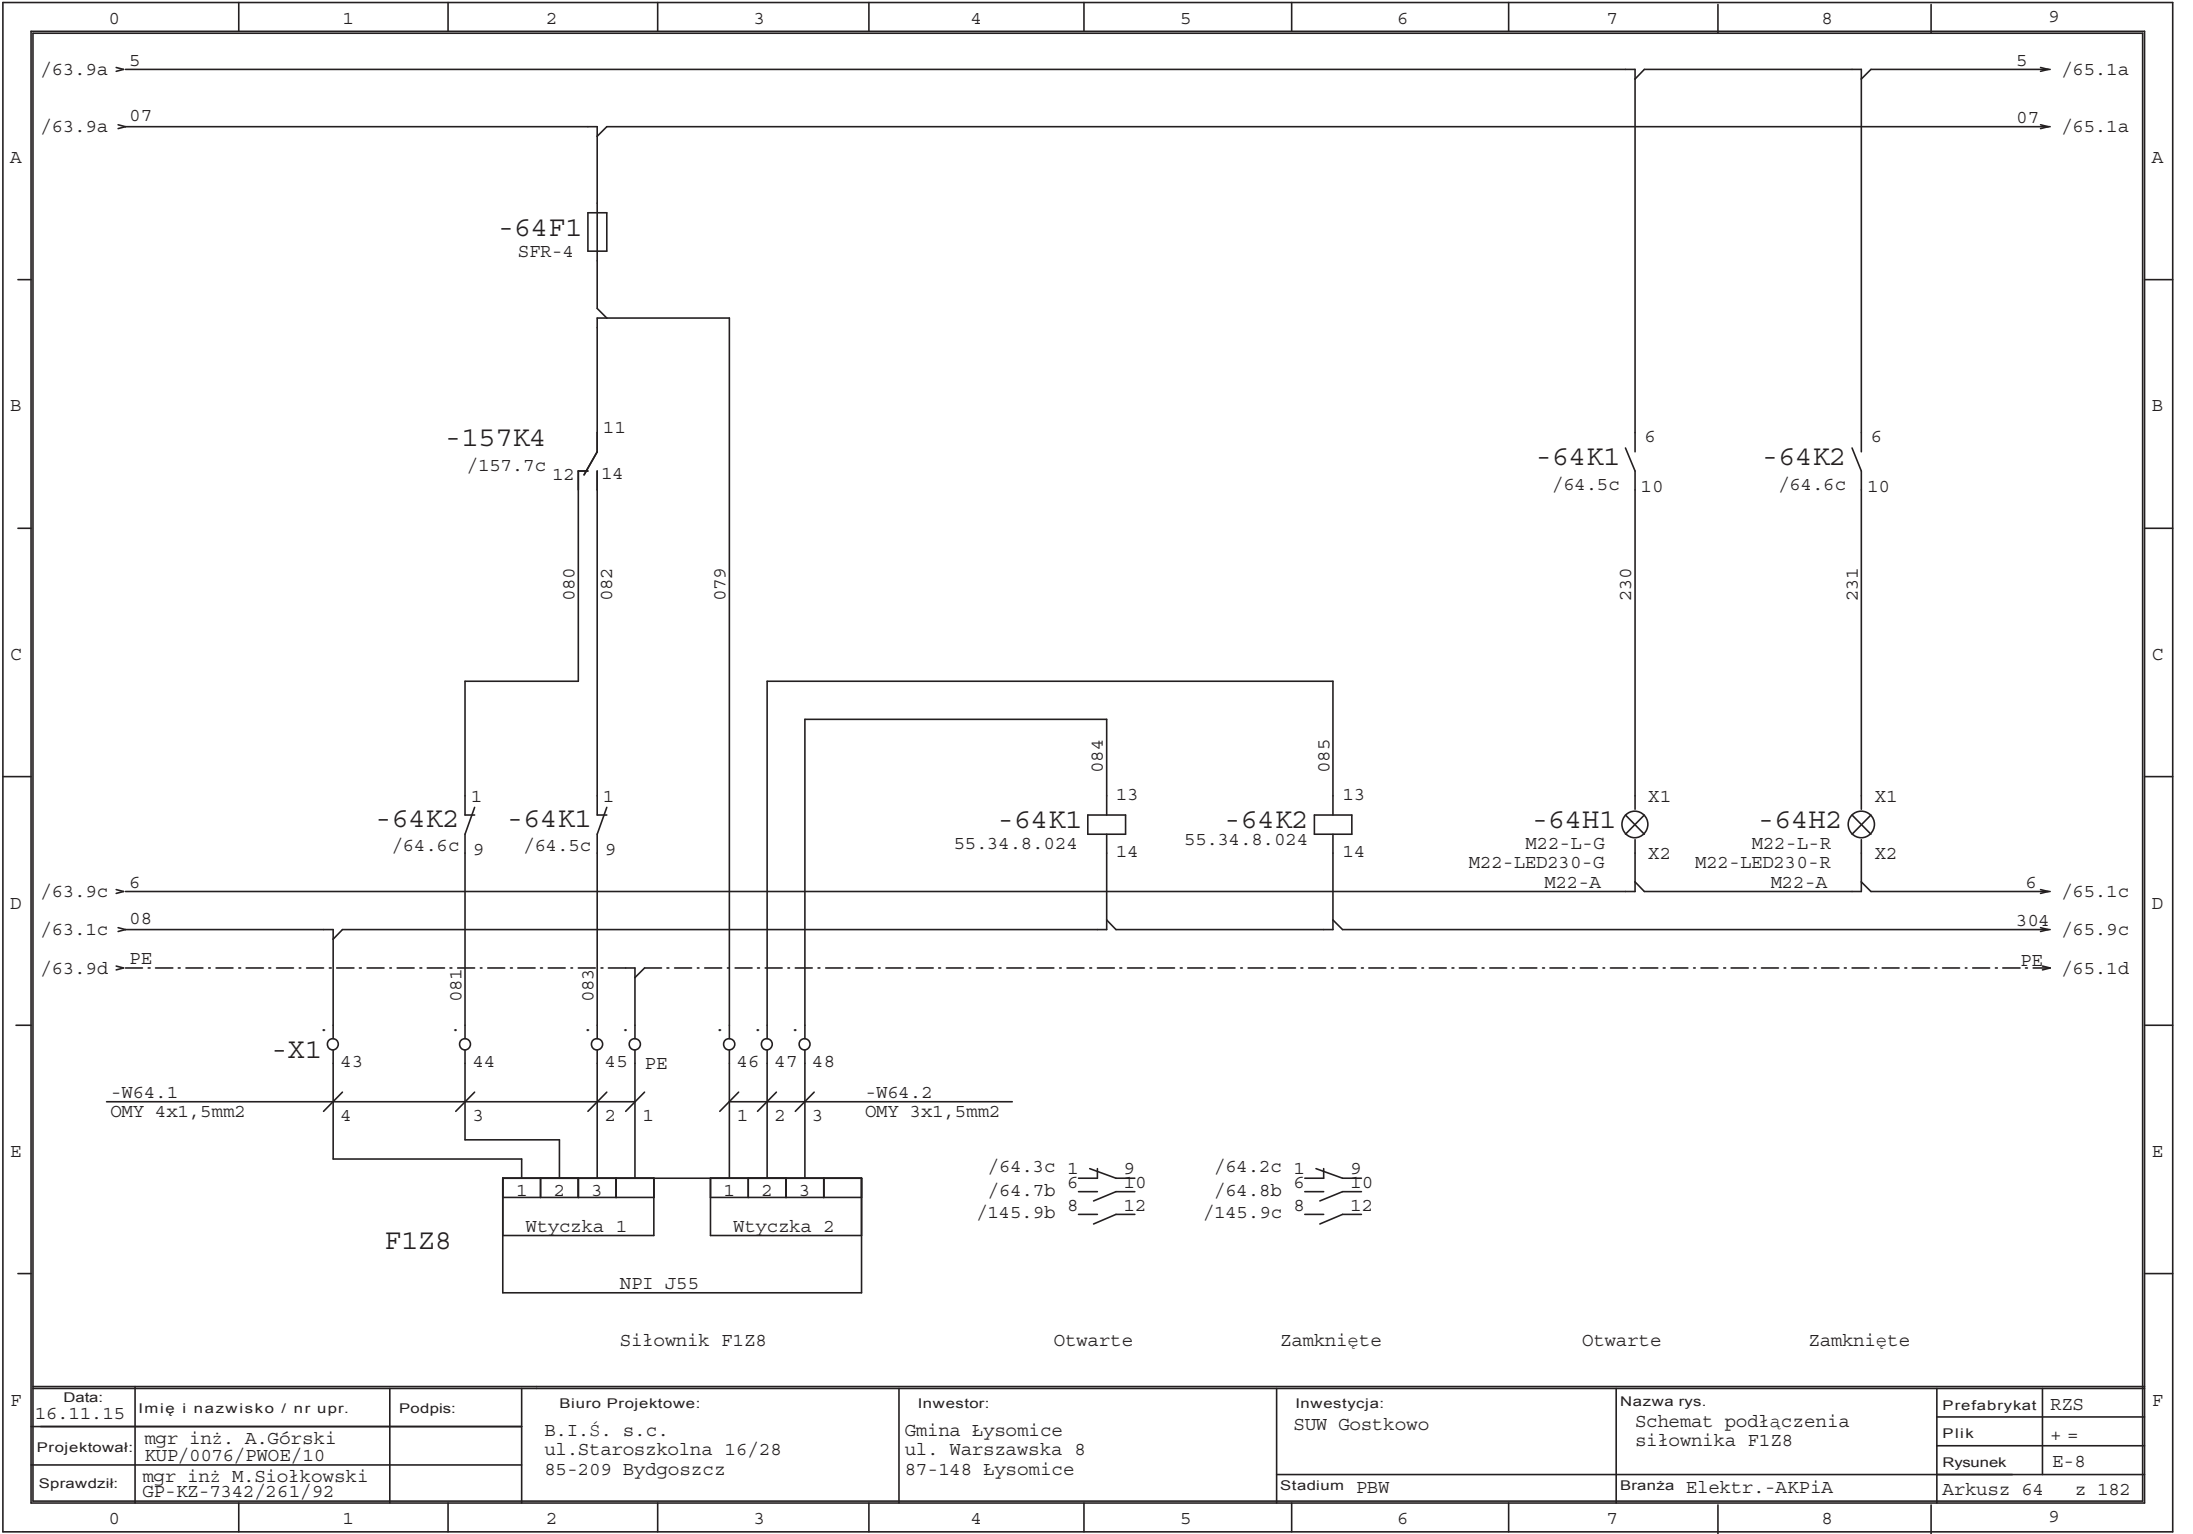 0 1 2 3 4 5 6 7 8 9
/63.9a 5 5 /65.1a
/63.9a 07 07 /65.1a
A A
-64F1
SFR-4
B B
11
-157K4
/157.7c 12 14
6 6
-64K1 -64K2
/64.5c 10 /64.6c 10
080 082 079 230 231
C C
084 085
1 1 13 13 X1 X1
-64K2 -64K1 -64K1 -64K2 -64H1 -64H2
/64.6c 9 /64.5c 9 55.34.8.024 14 55.34.8.024 14
M22-L-G X2 M22-L-R X2
M22-LED230-G M22-LED230-R
M22-A M22-A
/63.9c 6 6 /65.1c
D D
/63.1c 08 304 /65.9c
/63.9d PE PE /65.1d
081 083
-X1 43 44 45 PE 46 47 48
-W64.1 -W64.2
OMY 4x1,5mm2 4 3 2 1 1 2 3 OMY 3x1,5mm2
E E
/64.3c 1 9 /64.2c 1 9
/64.7b 6 10 /64.8b 6 10
/145.9b 8 12 /145.9c 8 12
1 2 3 1 2 3
Wtyczka 1 Wtyczka 2
F1Z8
NPI J55
Siłownik F1Z8 Otwarte Zamknięte Otwarte Zamknięte
F F
Data:
16.11.15
Imię i nazwisko / nr upr.
Podpis:
Projektował:
mgr inż. A.Górski
KUP/0076/PWOE/10
Sprawdził:
mgr inż M.Siołkowski
GP-KZ-7342/261/92
Biuro Projektowe:
B.I.Ś. s.c.
ul.Staroszkolna 16/28
85-209 Bydgoszcz
Inwestor:
Gmina Łysomice
ul. Warszawska 8
87-148 Łysomice
Inwestycja:
SUW Gostkowo
Stadium PBW
Nazwa rys.
Schemat podłączenia
siłownika F1Z8
Branża Elektr.-AKPiA
Prefabrykat RZS
Plik + =
Rysunek E-8
Arkusz 64 z 182
0 1 2 3 4 5 6 7 8 9